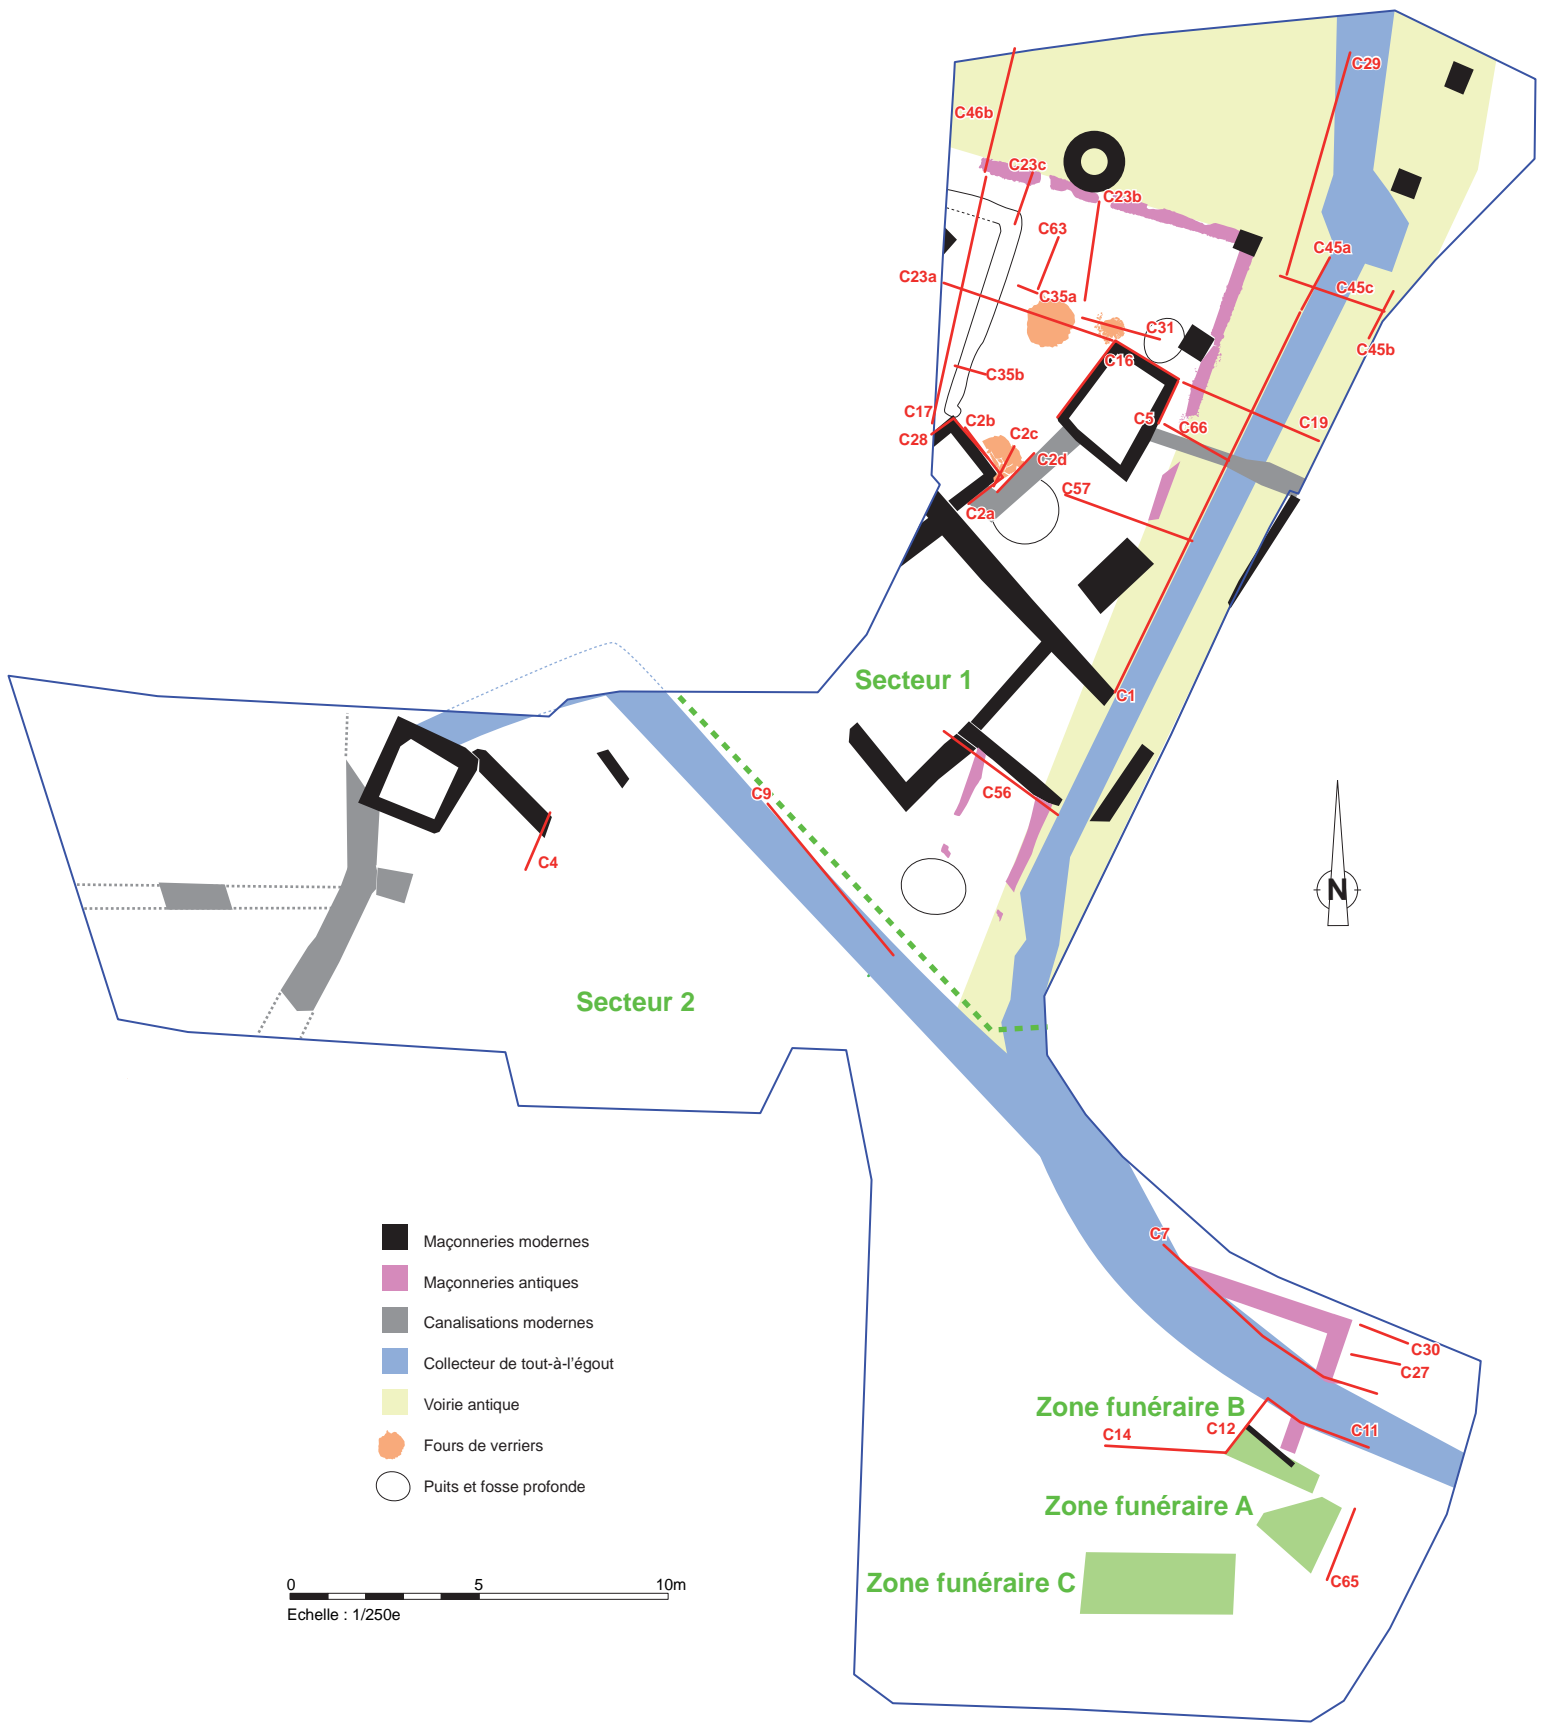 C29
C46b
C23c
C23b
C63
C45a
C23a
C35a
C45c
C31
C45b
C16
C35b
C17
C2b
C5
C66
C19
C28
C2c
C2d
C57
C2a
Secteur 1
C1
C9
C56
C4
N
Secteur 2
C7
Maçonneries modernes
Maçonneries antiques
Canalisations modernes
Collecteur de tout-à-l'égout
Voirie antique
Fours de verriers
Puits et fosse profonde
C30
C27
Zone funéraire B
C14
C12
C11
Zone funéraire A
Zone funéraire C
C65
0 5 10m
Echelle : 1/250e